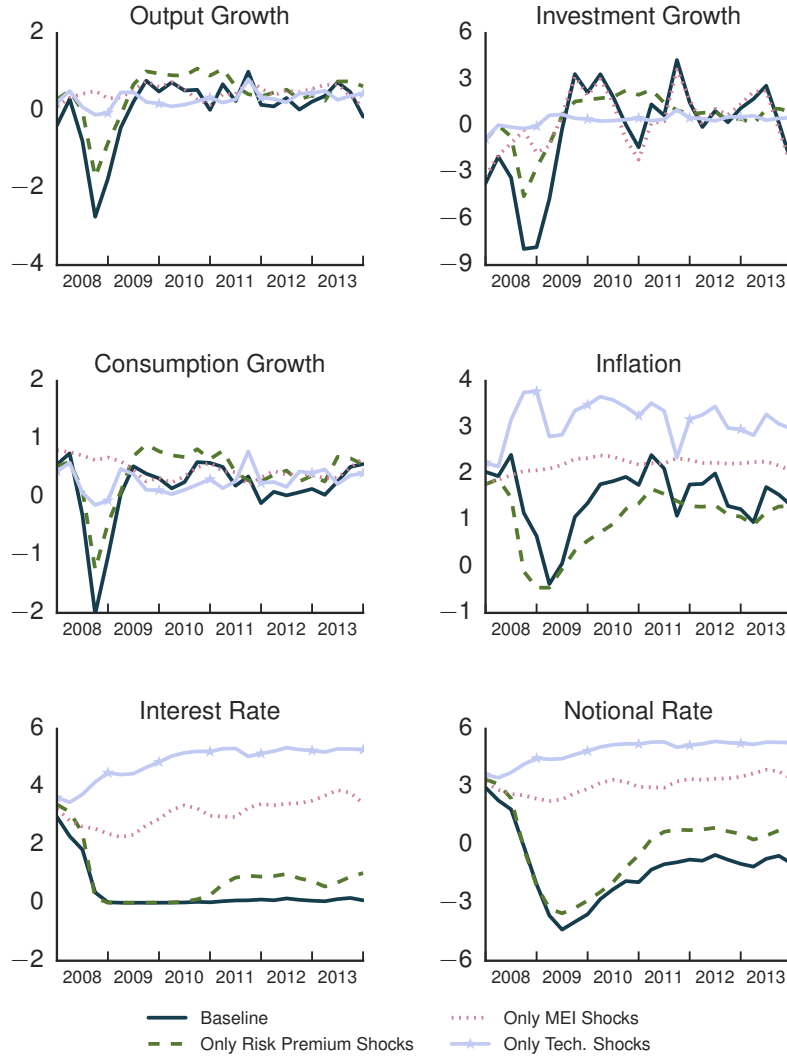 Output Growth
2
0
−2
−4
2008 2009 2010 2011 2012 2013
Investment Growth
6
3
0
−3
−6
−9
2008 2009 2010 2011 2012 2013
Consumption Growth
2
1
0
−1
−2
2008 2009 2010 2011 2012 2013
Inflation
4
3
2
1
0
−1
2008 2009 2010 2011 2012 2013
Interest Rate
6
4
2
0
−2
2008 2009 2010 2011 2012 2013
Notional Rate
6
3
0
−3
−6
2008 2009 2010 2011 2012 2013
Baseline
Only Risk Premium Shocks
Only MEI Shocks
Only Tech. Shocks